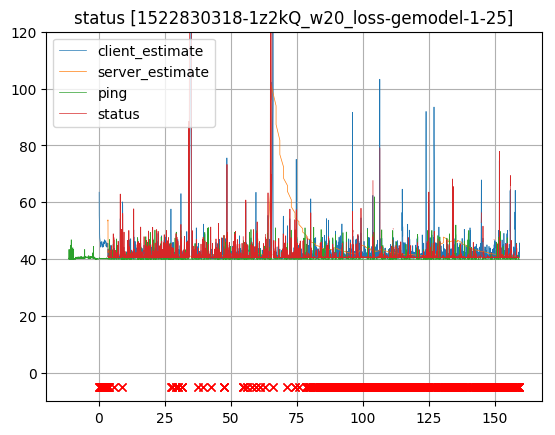 status [1522830318-1z2kQ_w20_loss-gemodel-1-25]
client_estimate
server_estimate
ping
status
120
100
80
60
40
20
0
0 25 50 75 100 125 150